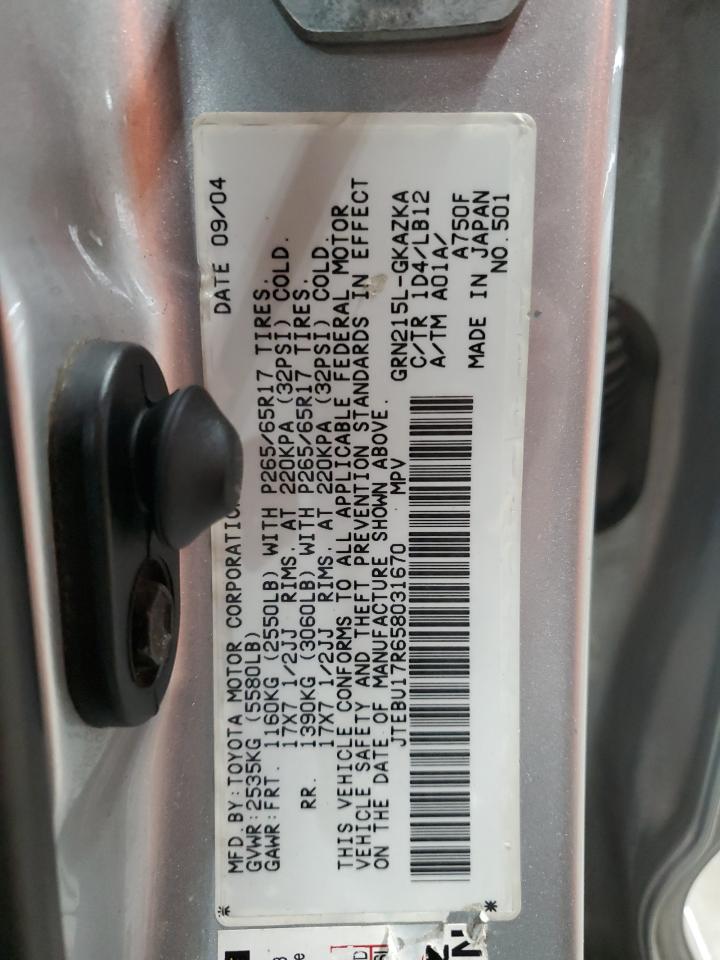 DATE 09/04
MFD. BY: TOYOTA MOTOR CORPORATION
GVWR: 2535KG (5580LB)
GAWR: FRT. 1160KG (2550LB) WITH P265/65R17 TIRES.
17X7 1/2JJ RIMS. AT 220KPA (32PSI) COLD.
RR. 1390KG (3060LB) WITH P265/65R17 TIRES.
17X7 1/2JJ RIMS. AT 220KPA (32PSI) COLD.
THIS VEHICLE CONFORMS TO ALL APPLICABLE FEDERAL MOTOR
VEHICLE SAFETY AND THEFT PREVENTION STANDARDS IN EFFECT
ON THE DATE OF MANUFACTURE SHOWN ABOVE.
JTEBU17R658031670 MPV
GRN215L-GKAZKA
C/TR 1D4/LB12
A/TM A01A/
A750F
MADE IN JAPAN
NO.501